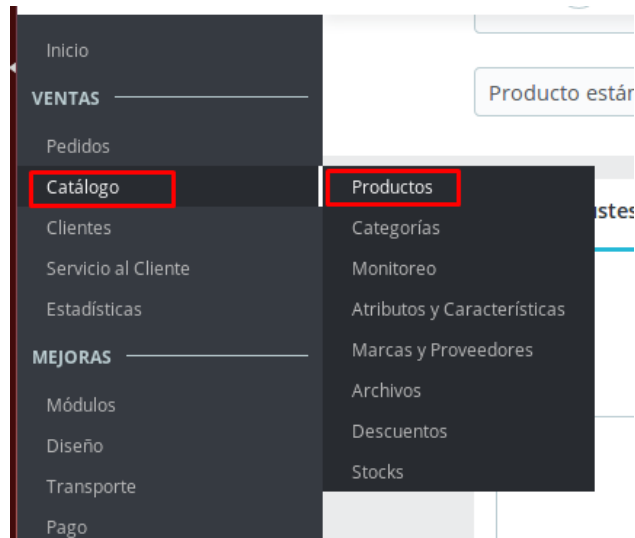 Inicio
VENTAS
Pedidos
Catálogo
Clientes
Servicio al Cliente
Estadísticas
MEJORAS
Módulos
Diseño
Transporte
Pago
Productos
Categorías
Monitoreo
Atributos y Características
Marcas y Proveedores
Archivos
Descuentos
Stocks
Producto